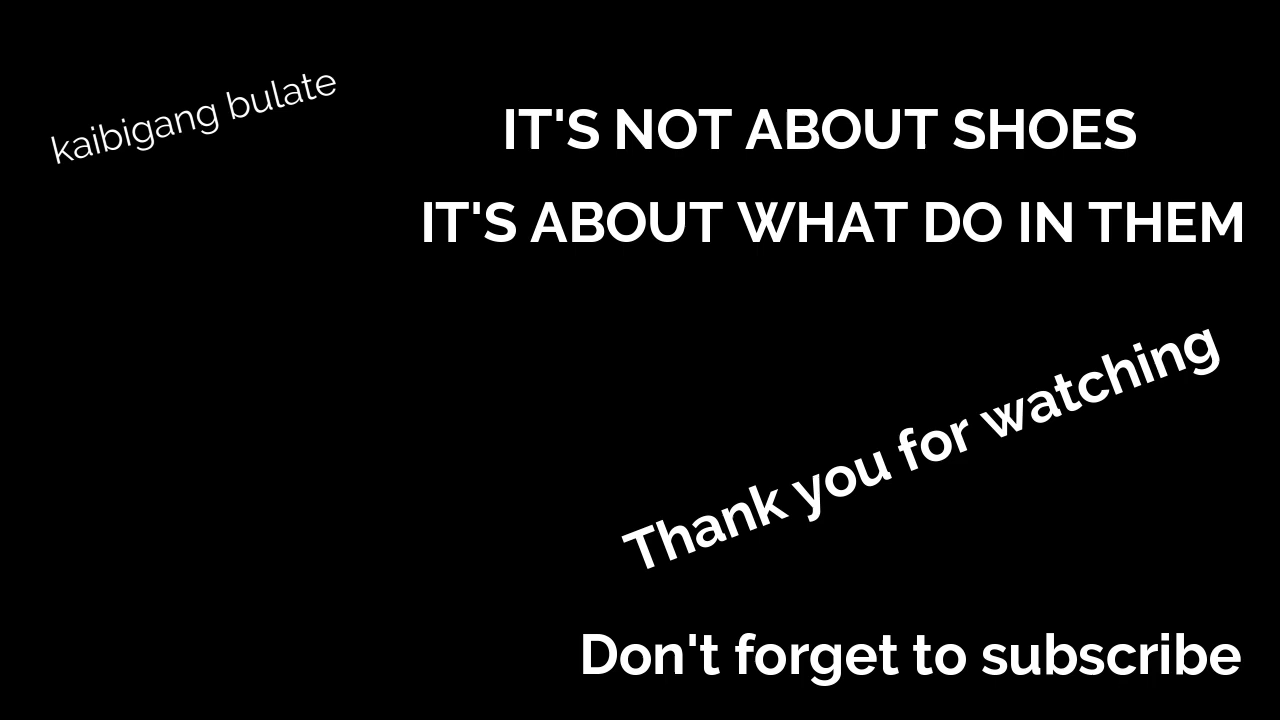 kaibigang bulate
IT'S NOT ABOUT SHOES
IT'S ABOUT WHAT DO IN THEM
Thank you for watching
Don't forget to subscribe